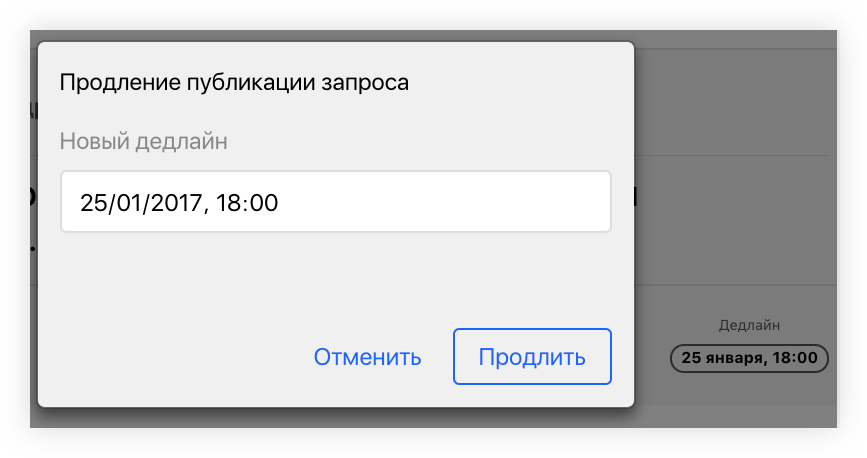 Продление публикации запроса
Новый дедлайн
25/01/2017, 18:00
Отменить
Продлить
Дедлайн
25 января, 18:00